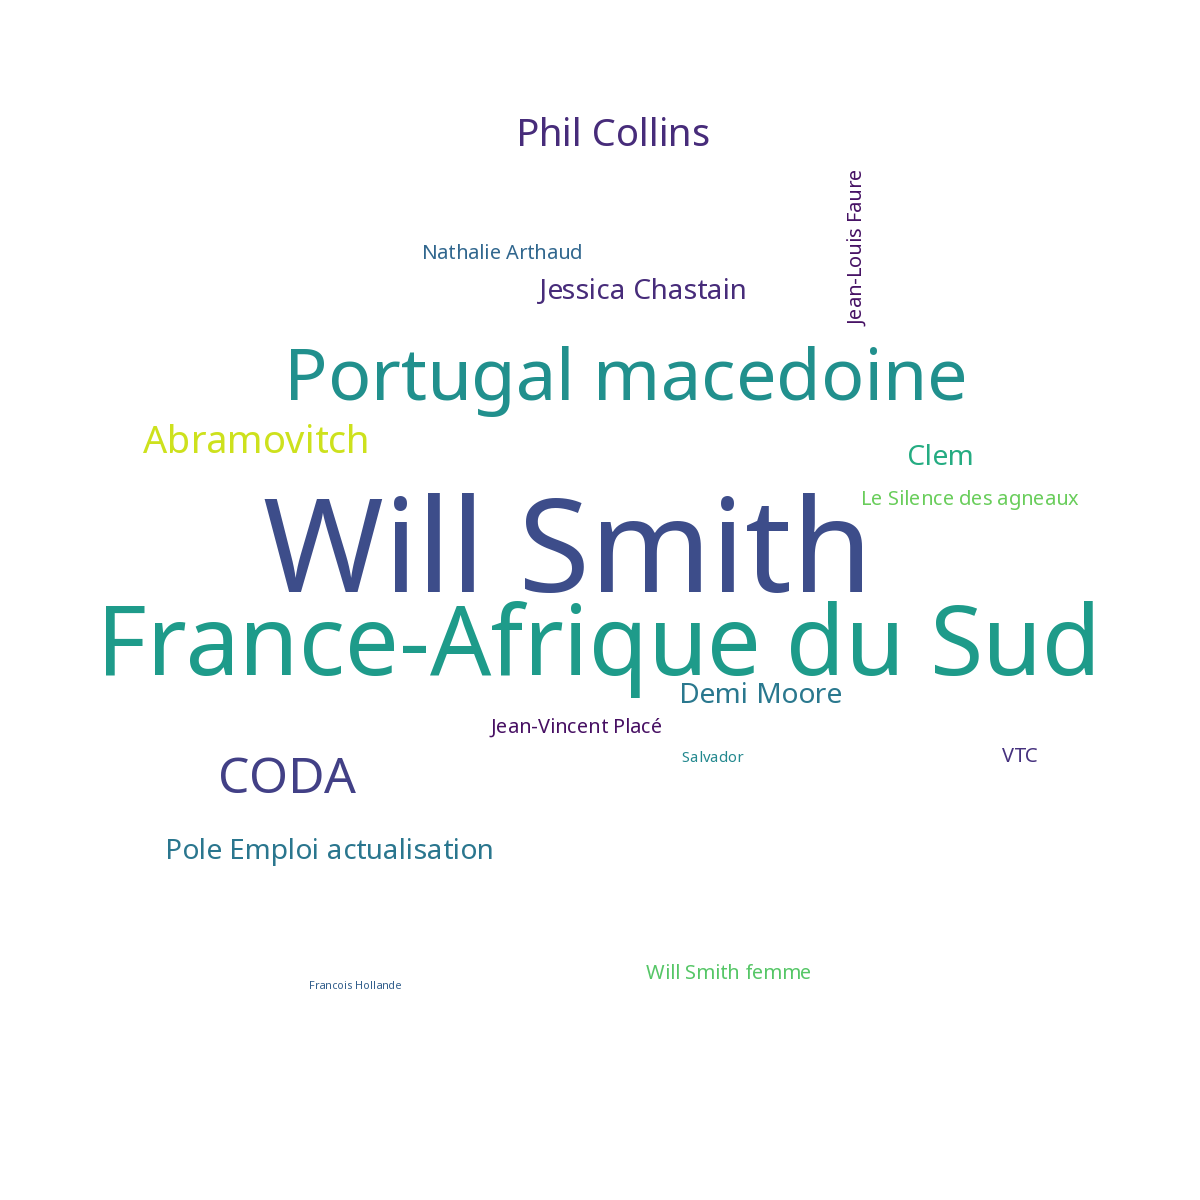 Phil Collins
Jean-Louis Faure
Nathalie Arthaud
Jessica Chastain
Portugal macedoine
Abramovitch
Clem
Le Silence des agneaux
Will Smith
France-Afrique du Sud
Demi Moore
Jean-Vincent Placé
Salvador
VTC
CODA
Pole Emploi actualisation
Will Smith femme
Francois Hollande